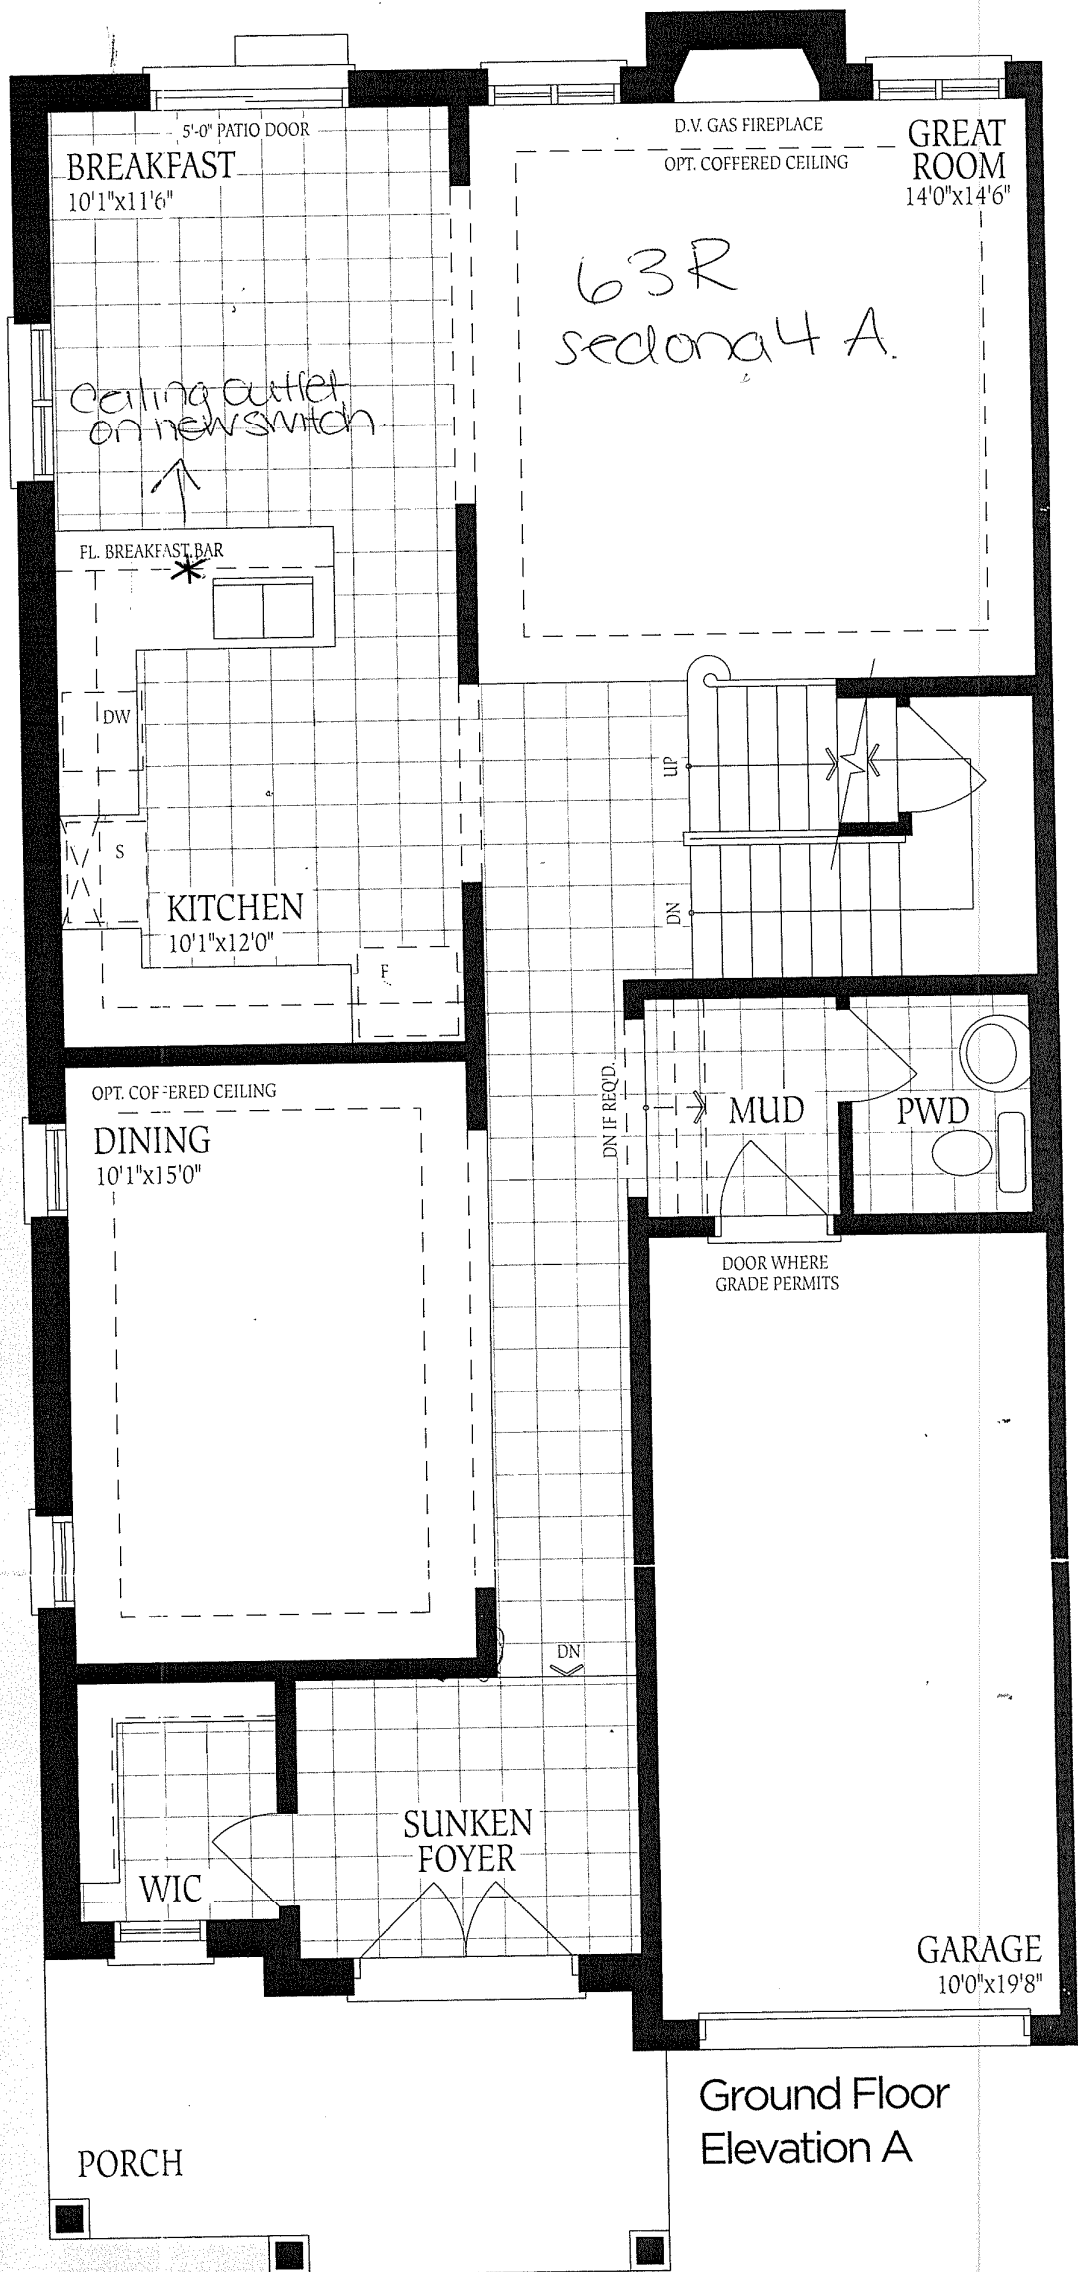 5'-0" PATIO DOOR
BREAKFAST
10'1"x11'6"
D.V. GAS FIREPLACE
OPT. COFFERED CEILING
GREAT
ROOM
14'0"x14'6"
63R
sedona 4 A.
Ceiling outlet
on new switch
FL. BREAKFAST BAR
DW
S
KITCHEN
10'1"x12'0"
F
UP
DN
OPT. COFFERED CEILING
DINING
10'1"x15'0"
DN IF REQ'D.
MUD
PWD
DOOR WHERE
GRADE PERMITS
DN
SUNKEN
FOYER
WIC
GARAGE
10'0"x19'8"
Ground Floor
Elevation A
PORCH